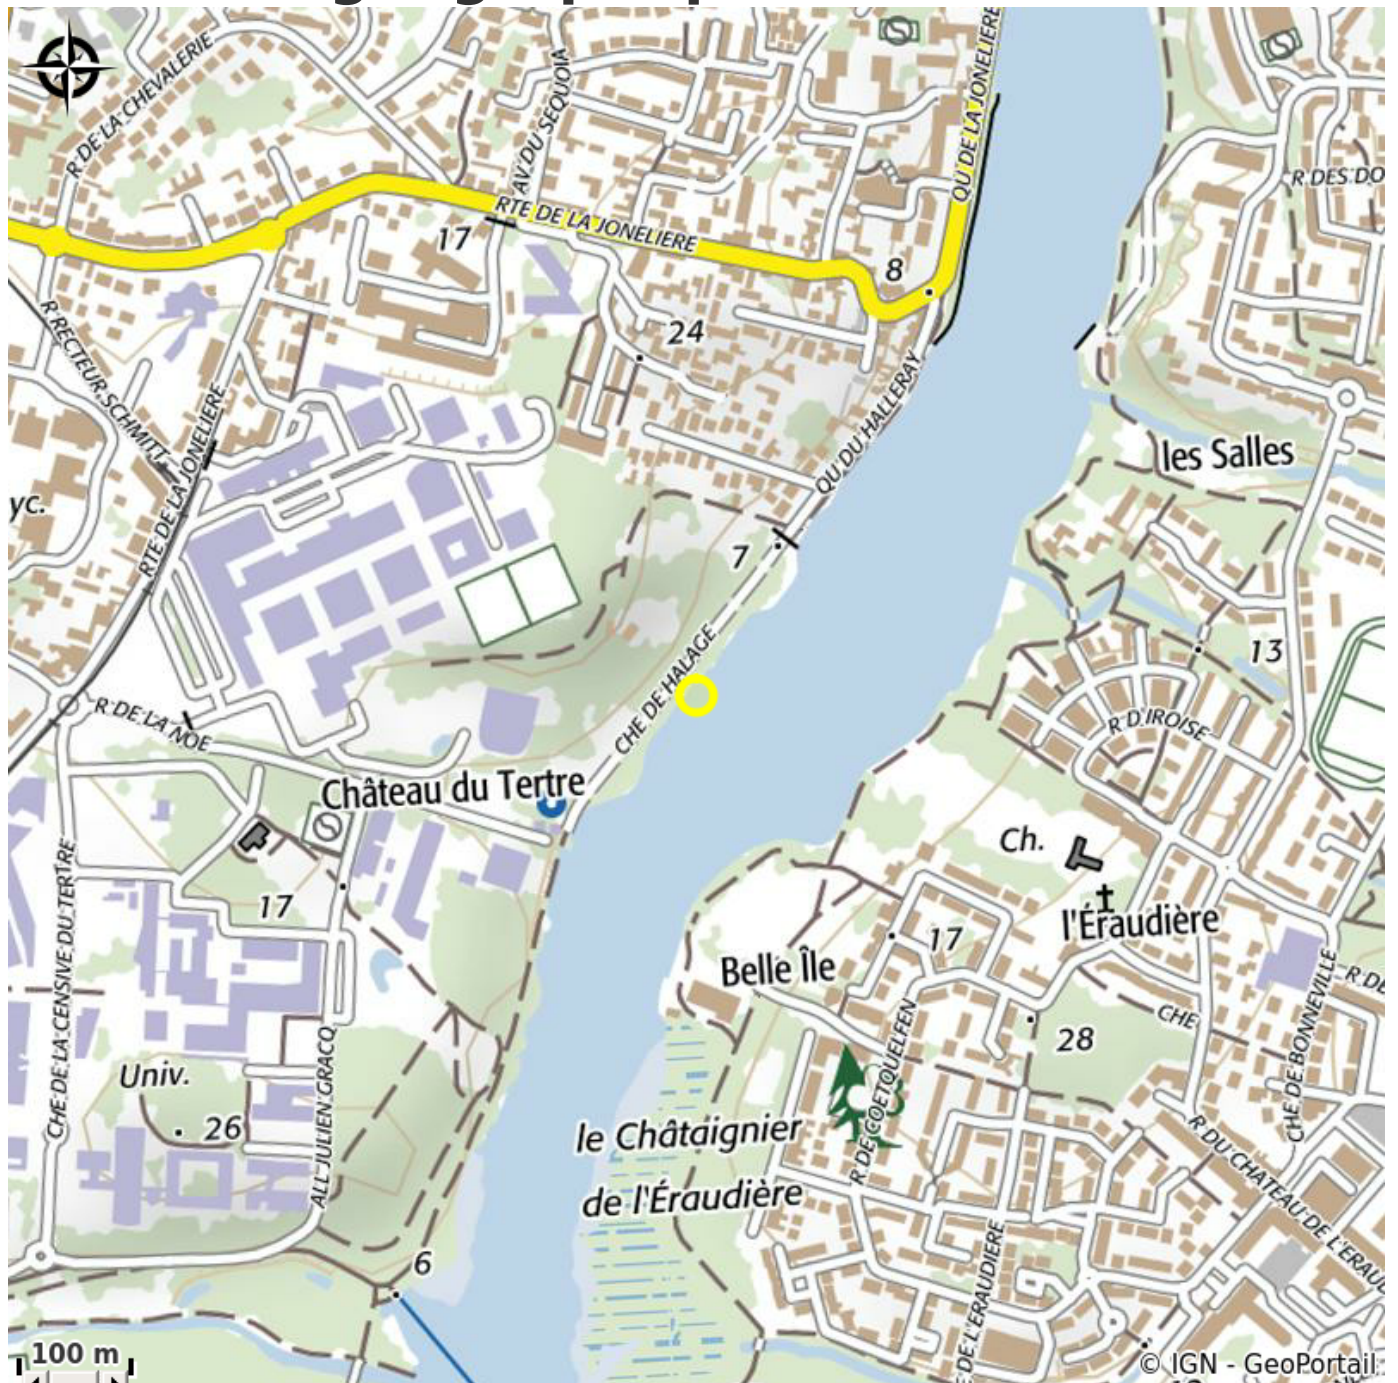 R DE LA CHEVALERIE
AV DU SEQUOIA
QU DE LA JONELIERE
R DES DO
RTE DE LA JONELIERE
17
8
24
R RECTEUR SCHMITT
RTE DE LA JONELIERE
QU DU HALLERAY
les Salles
yc.
7
13
CHE DE HALAGE
R DE LA NOE
R D IROISE
Château du Tertre
Ch.
l'Éraudière
17
17
Belle Île
CHE DE LA CENSIVE DU TERTRE
R DE
CHE
CHE DE BONNEVILLE
28
R DE COETQUELFEN
ALL JULIEN GRACQ
Univ.
26
le Châtaignier
de l'Éraudière
R DU CHATEAU DE L'ERAUD
6
E DE L'ERAUDIERE
100 m
© IGN - GeoPortail